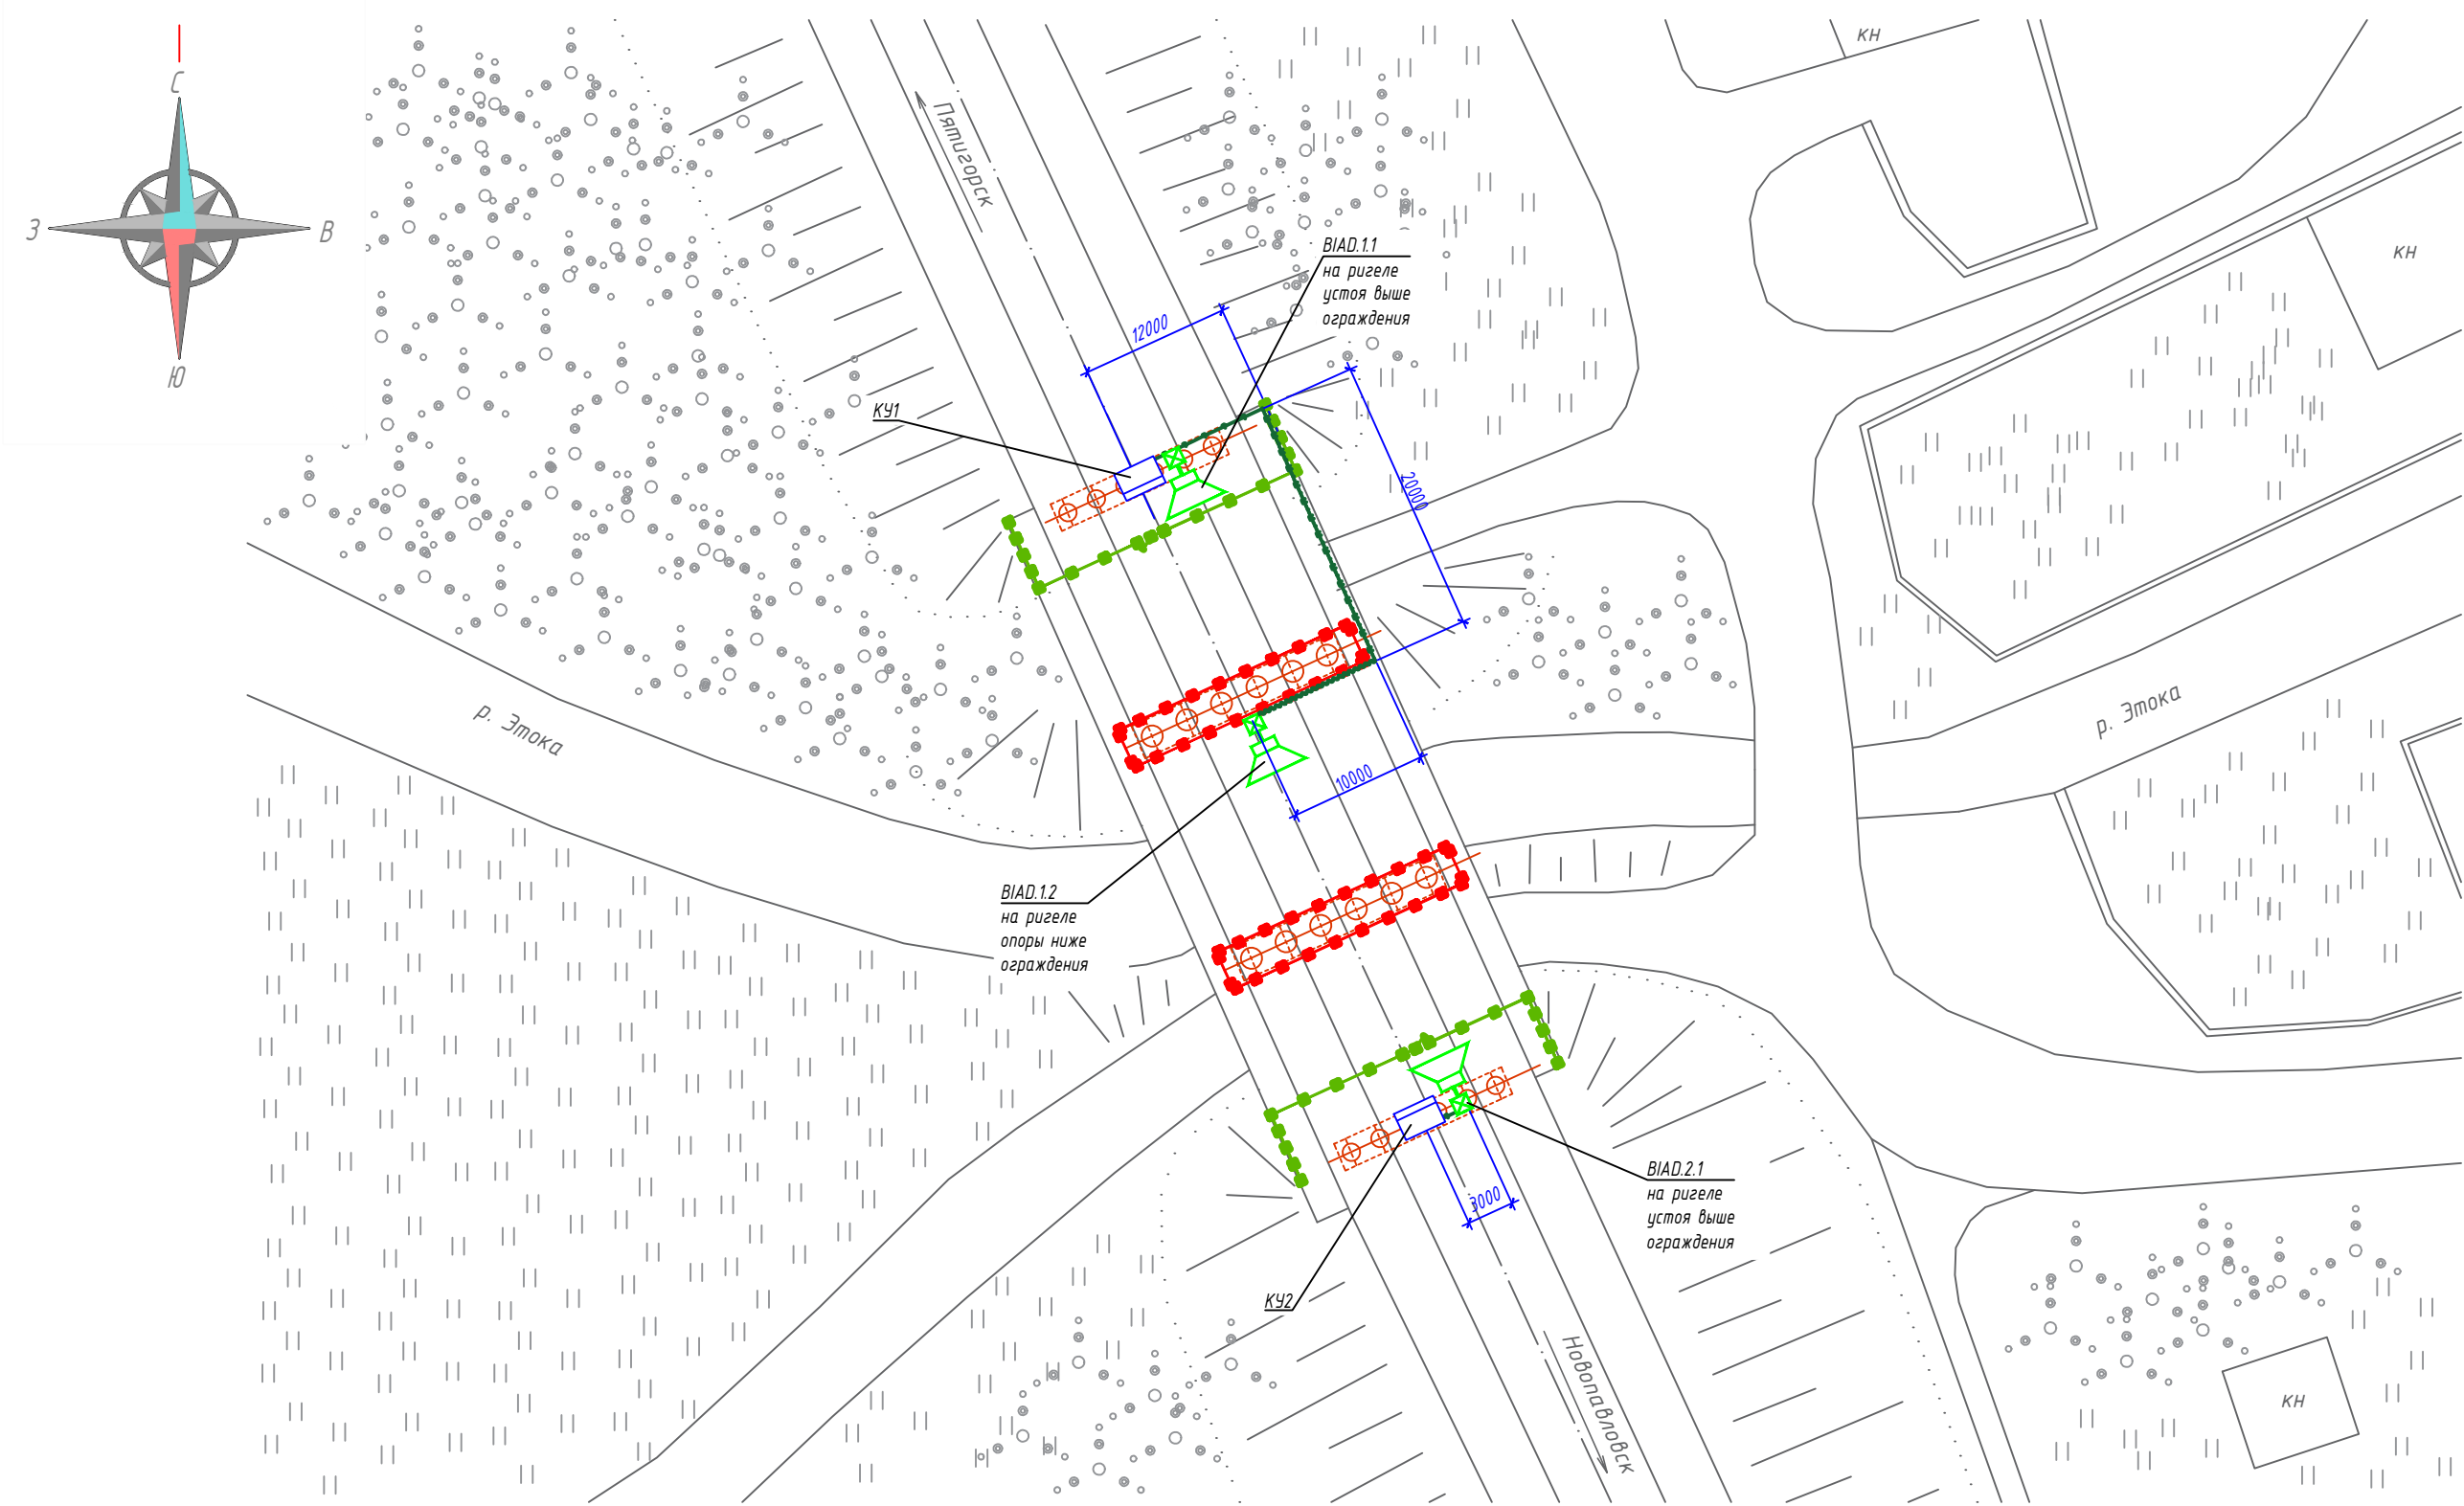 С
З
В
Ю
КН
КН
Пятигорск
BIAD.1.1
на ригеле
устоя выше
ограждения
12000
КУ1
20000
р. Этока
р. Этока
10000
BIAD.1.2
на ригеле
опоры ниже
ограждения
BIAD.2.1
на ригеле
устоя выше
ограждения
3000
КУ2
Новопавловск
КН